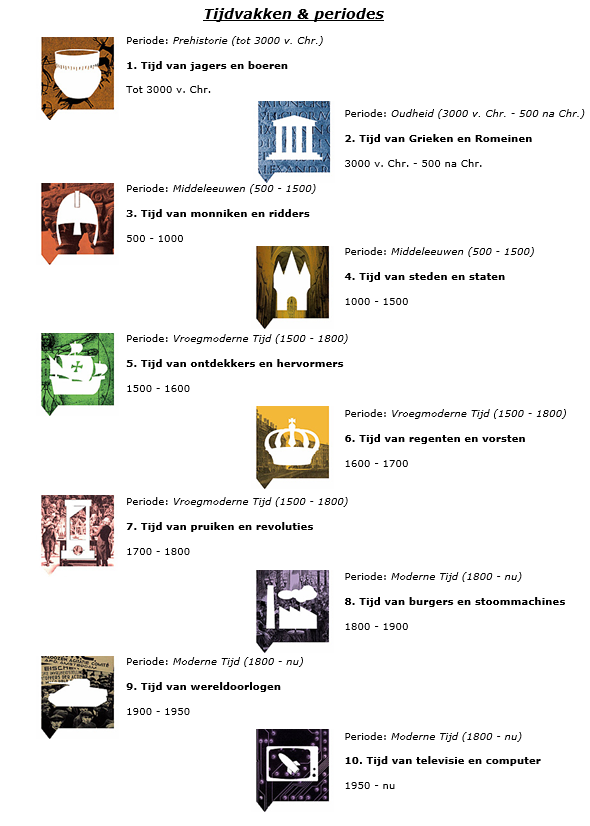 Tijdvakken & periodes
Periode: Prehistorie (tot 3000 v. Chr.)
1. Tijd van jagers en boeren
Tot 3000 v. Chr.
Periode: Oudheid (3000 v. Chr. - 500 na Chr.)
2. Tijd van Grieken en Romeinen
3000 v. Chr. - 500 na Chr.
Periode: Middeleeuwen (500 - 1500)
3. Tijd van monniken en ridders
500 - 1000
Periode: Middeleeuwen (500 - 1500)
4. Tijd van steden en staten
1000 - 1500
Periode: Vroegmoderne Tijd (1500 - 1800)
5. Tijd van ontdekkers en hervormers
1500 - 1600
Periode: Vroegmoderne Tijd (1500 - 1800)
6. Tijd van regenten en vorsten
1600 - 1700
Periode: Vroegmoderne Tijd (1500 - 1800)
7. Tijd van pruiken en revoluties
1700 - 1800
Periode: Moderne Tijd (1800 - nu)
8. Tijd van burgers en stoommachines
1800 - 1900
Periode: Moderne Tijd (1800 - nu)
9. Tijd van wereldoorlogen
1900 - 1950
Periode: Moderne Tijd (1800 - nu)
10. Tijd van televisie en computer
1950 - nu